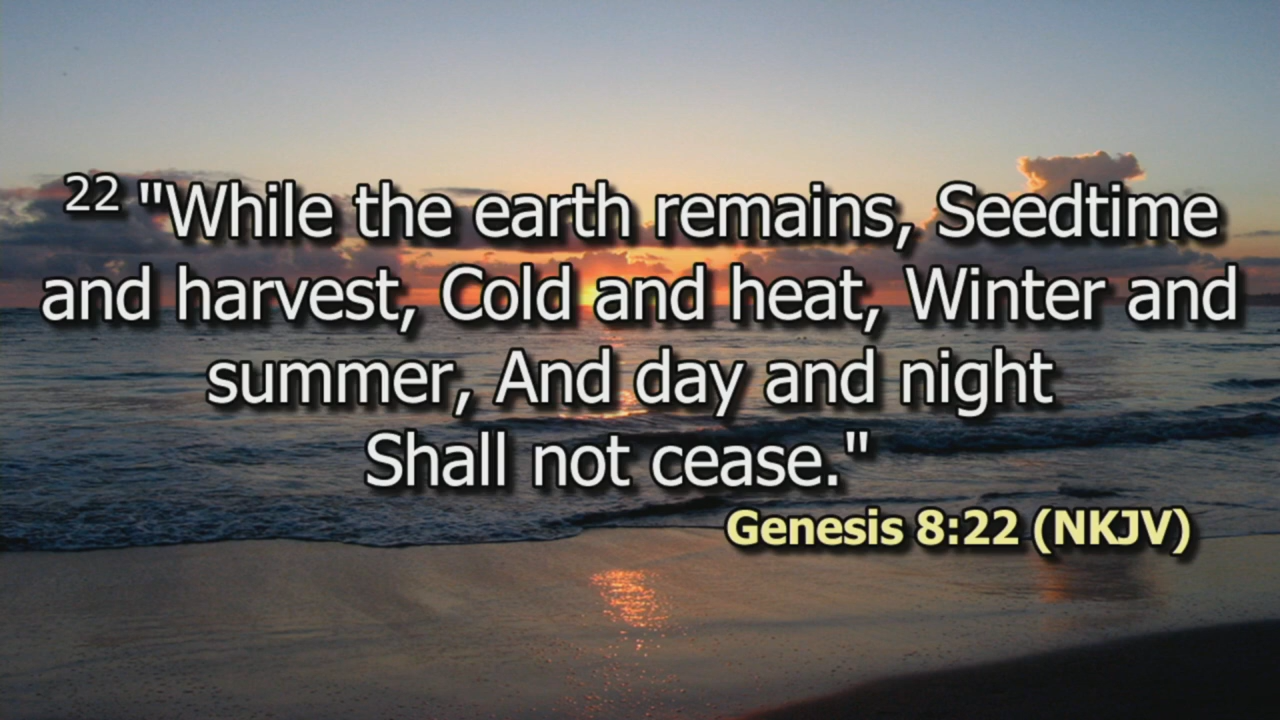 22 "While the earth remains, Seedtime
and harvest, Cold and heat, Winter and
summer, And day and night
Shall not cease."
Genesis 8:22 (NKJV)